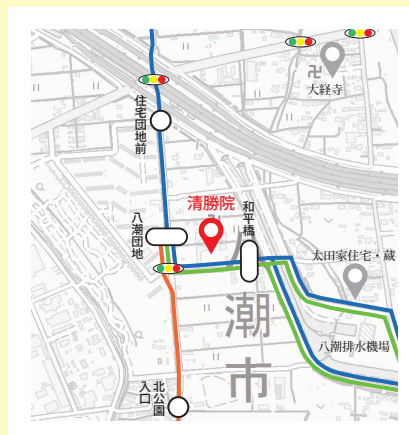 大経寺
住宅団地前
清勝院
和平橋
八潮団地
太田家住宅・蔵
八潮市
八潮排水機場
北公園
入口